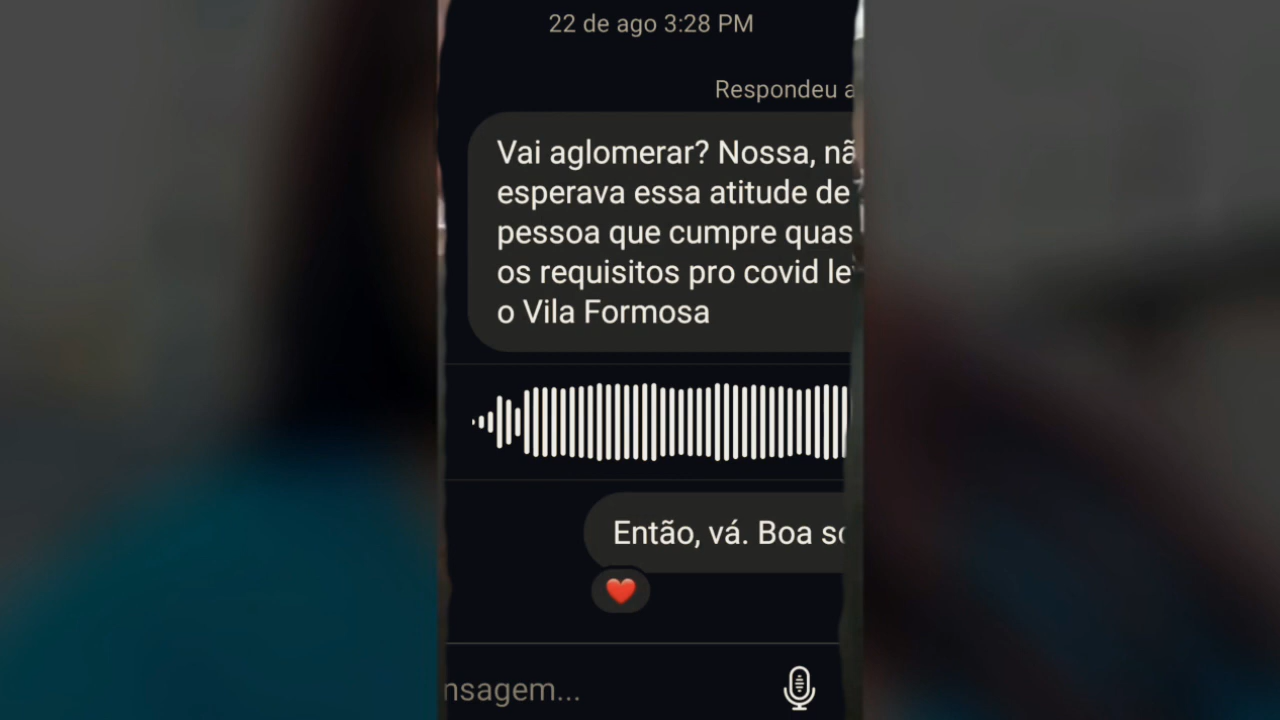 22 de ago 3:28 PM
Respondeu a
Vai aglomerar? Nossa, nã
esperava essa atitude de
pessoa que cumpre quas
os requisitos pro covid le
o Vila Formosa
Então, vá. Boa so
nsagem...